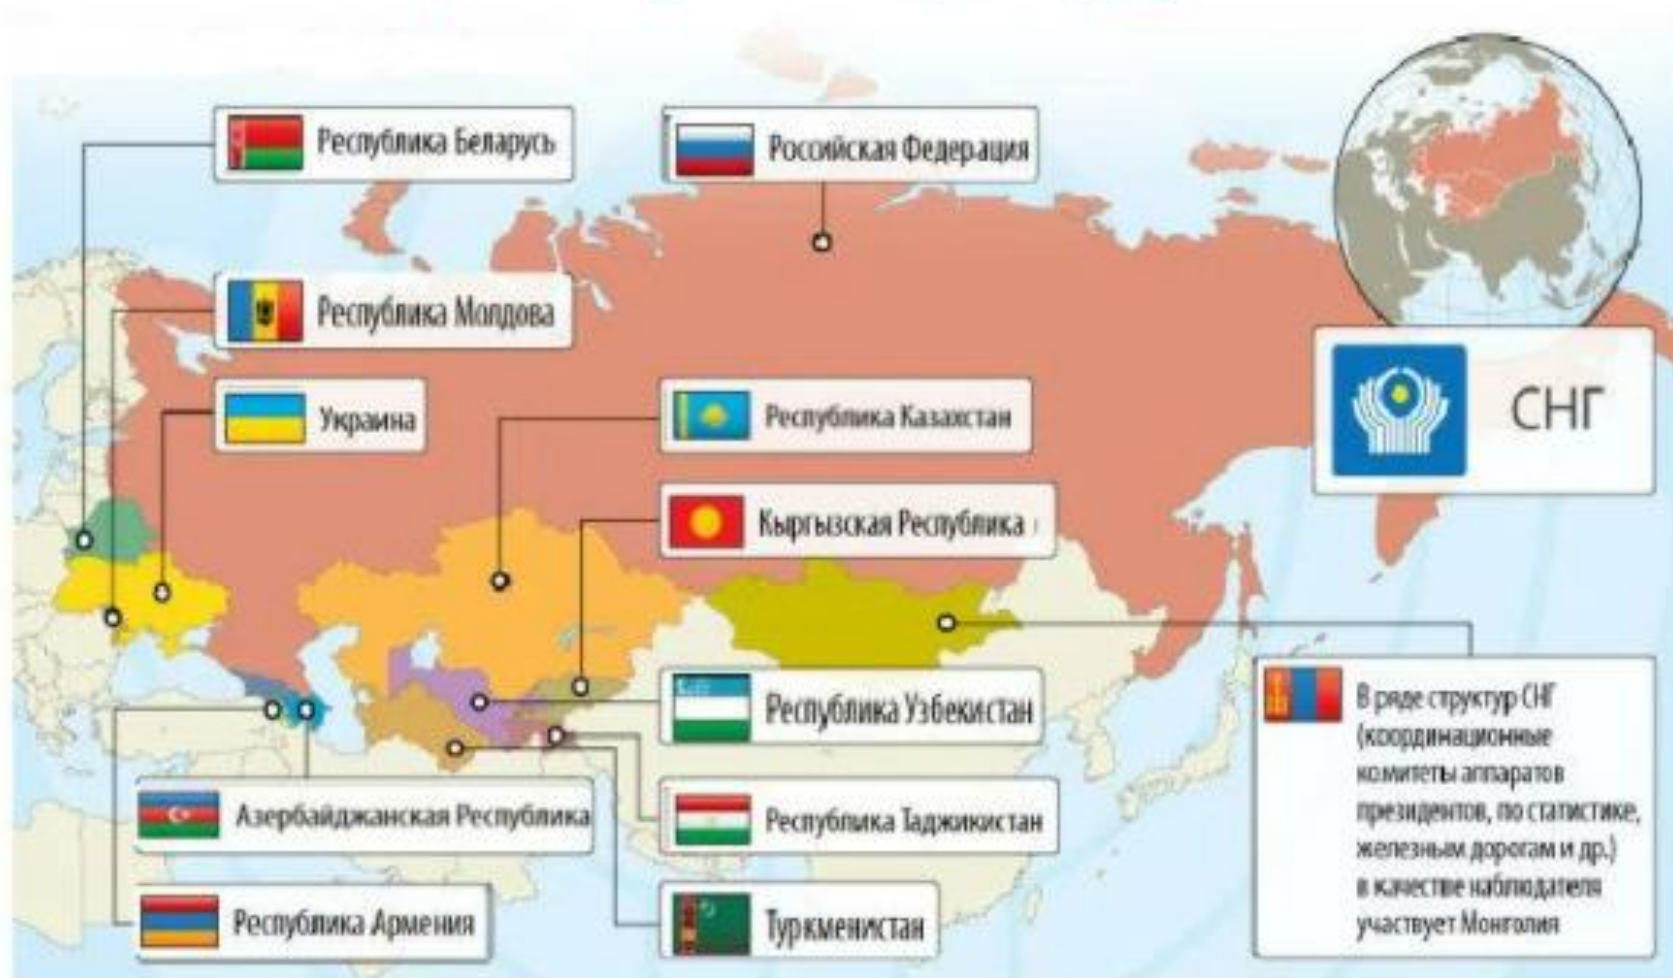 Республика Беларусь
Российская Федерация
Республика Молдова
Украина
Республика Казахстан
СНГ
Кыргызская Республика
Республика Узбекистан
В ряде структур СНГ
(координационные
комитеты аппаратов
президентов, по статистике,
железным дорогам и др.)
в качестве наблюдателя
участвует Монголия
Азербайджанская Республика
Республика Таджикистан
Республика Армения
Туркменистан